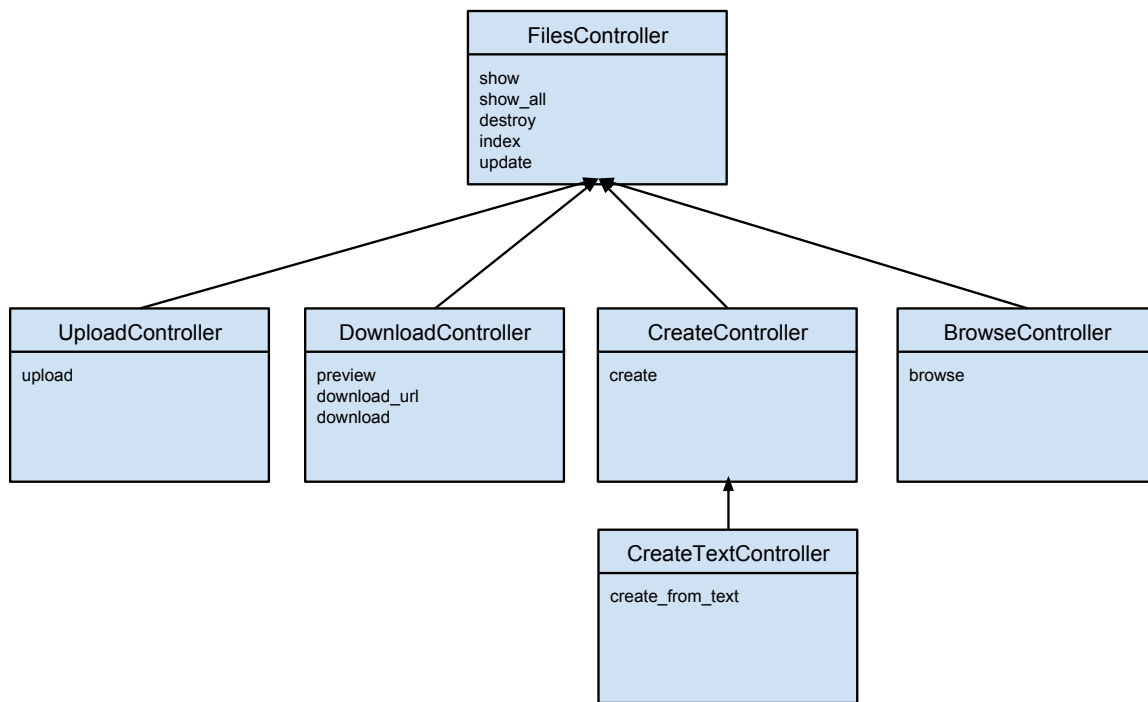 FilesController
show
show_all
destroy
index
update
UploadController
upload
DownloadController
preview
download_url
download
CreateController
create
BrowseController
browse
CreateTextController
create_from_text